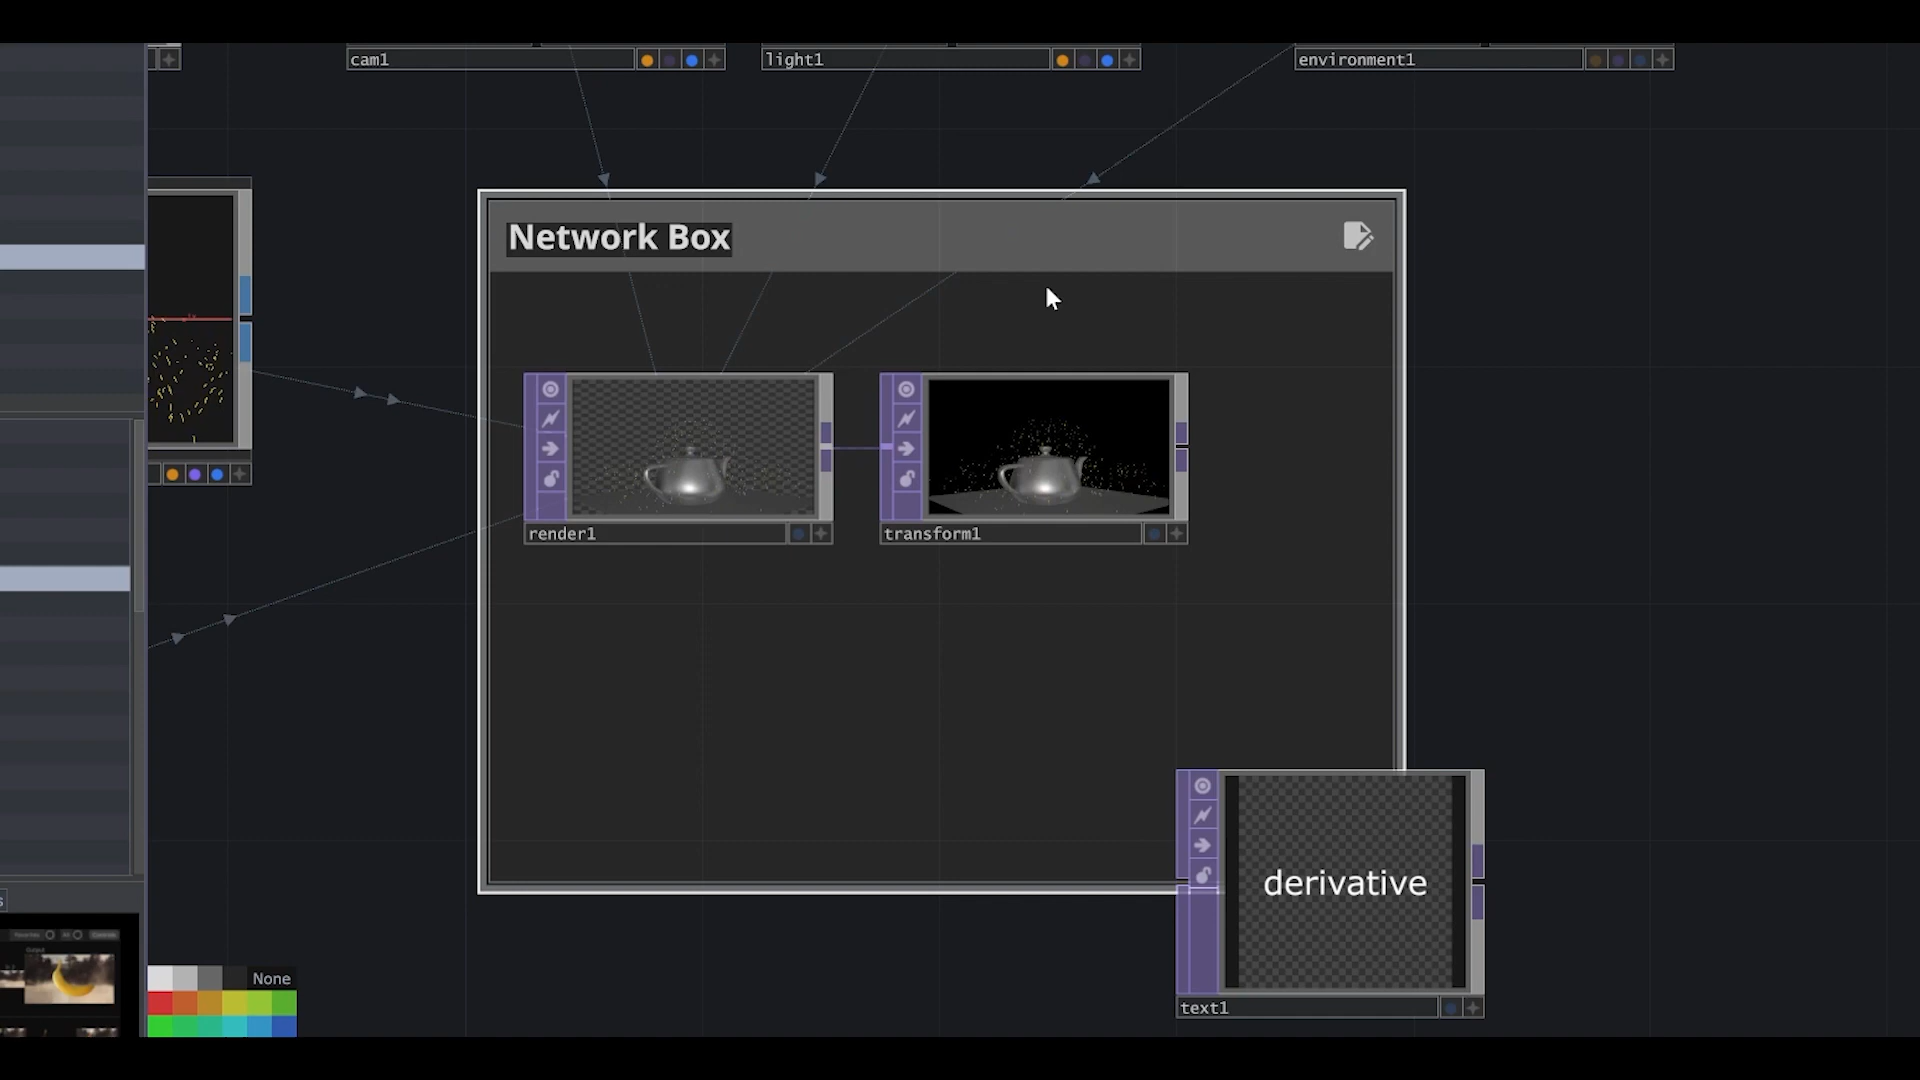 cam1
light1
environment1
Network Box
render1
transform1
derivative
text1
None